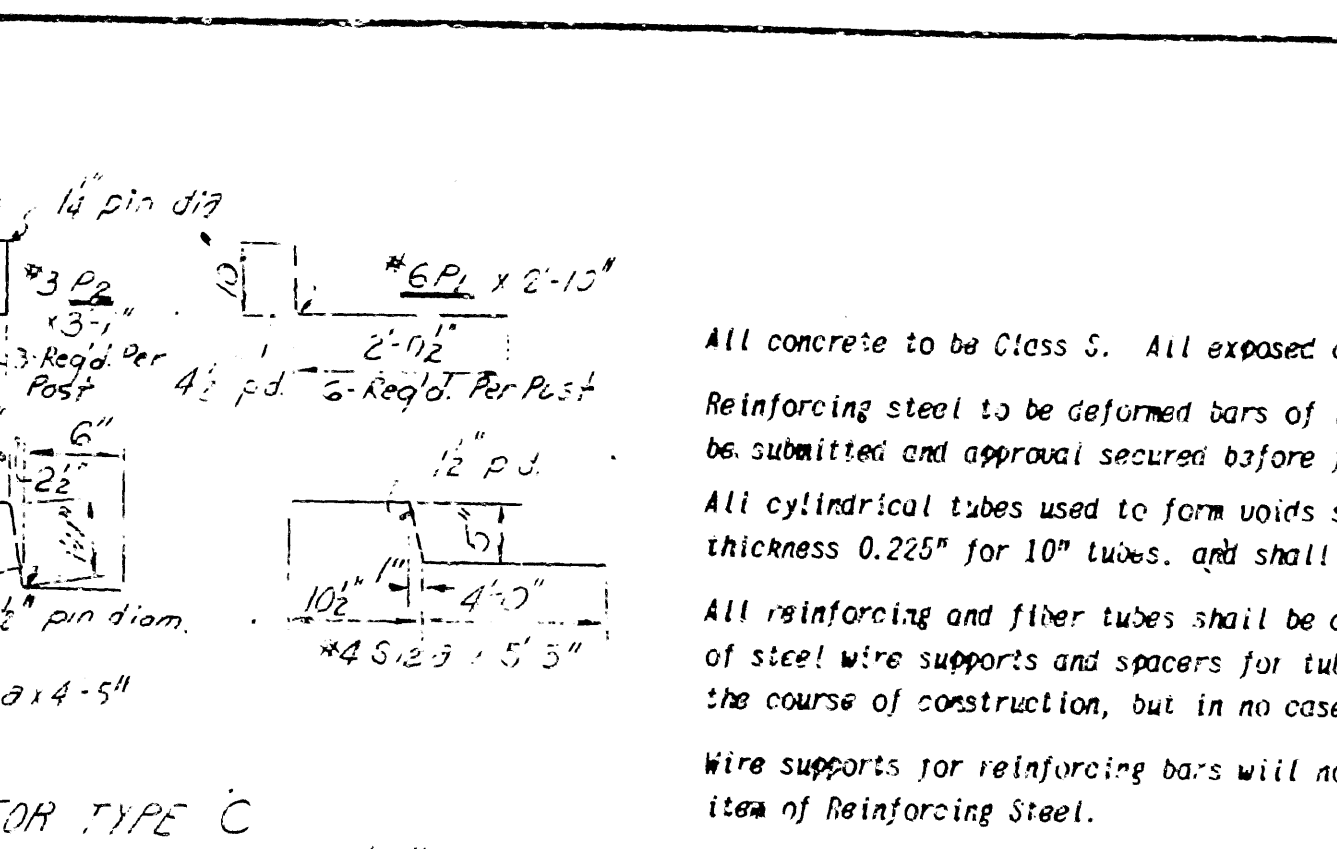 1¼" pin dia
#3 P2
x 3'-1"
3-Req'd. Per
Post
10
#6 P1 x 2'-10"
2'-0½"
4½ p.d.
6-Req'd. Per Post
6"
2½"
½" pin diam.
a x 4-5"
1½" p.d.
5"
10½"
1"
4'-0"
#4 5'-5"
OR TYPE C
All concrete to be Class S. All exposed
Reinforcing steel to be deformed bars of
be submitted and approval secured before
All cylindrical tubes used to form voids
thickness 0.225" for 10" tubes. and shall
All reinforcing and fiber tubes shall be
of steel wire supports and spacers for
the course of construction, but in no case
Wire supports for reinforcing bars will
item of Reinforcing Steel.